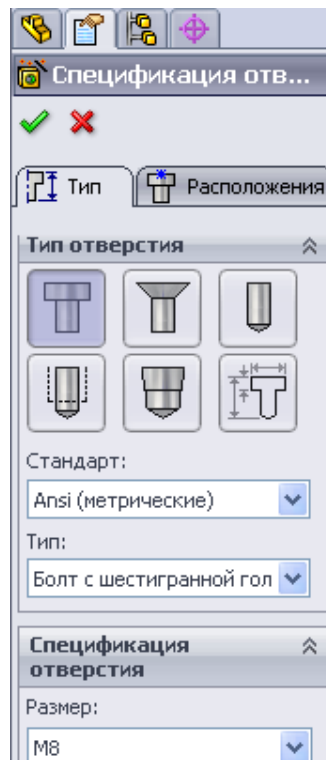 Спецификация отв...
Тип
Расположения
Тип отверстия
Стандарт:
Ansi (метрические)
Тип:
Болт с шестигранной гол
Спецификация
отверстия
Размер:
M8